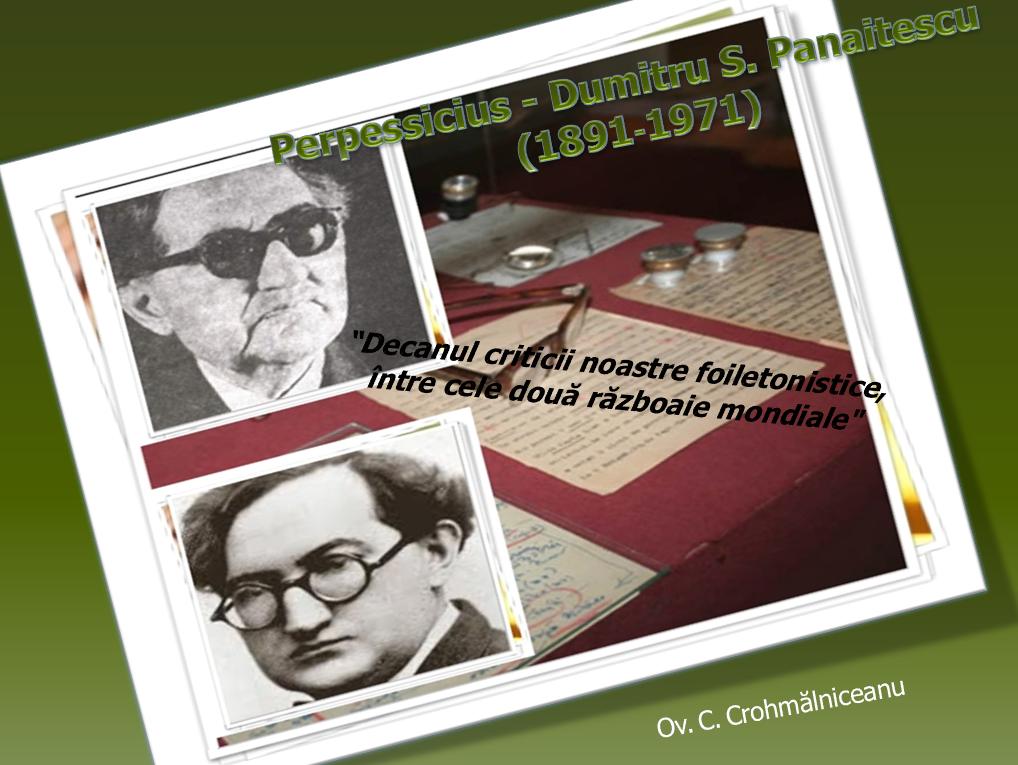 Perpessicius - Dumitru S. Panaitescu
(1891-1971)
“Decanul criticii noastre foiletonistice,
între cele două războaie mondiale"
Ov. C. Crohmălniceanu